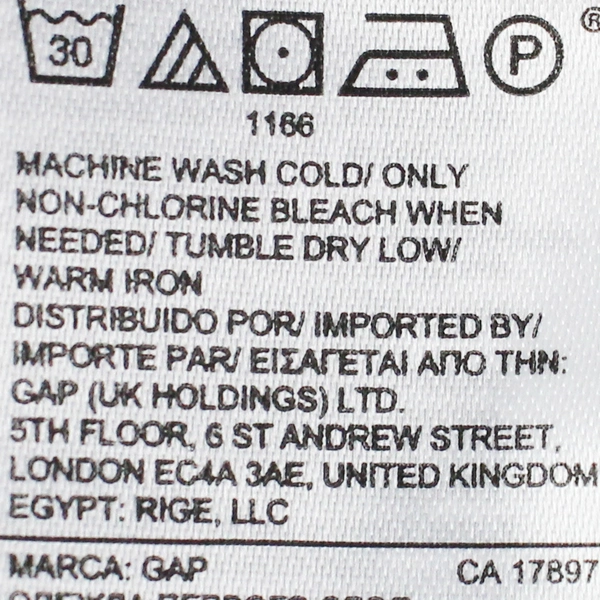 30 P ®
1166
MACHINE WASH COLD/ ONLY
NON-CHLORINE BLEACH WHEN
NEEDED/ TUMBLE DRY LOW/
WARM IRON
DISTRIBUIDO POR/ IMPORTED BY/
IMPORTE PAR/ ΕΙΣΑΓΕΤΑΙ ΑΠΟ ΤΗΝ:
GAP (UK HOLDINGS) LTD.
5TH FLOOR, 6 ST ANDREW STREET,
LONDON EC4A 3AE, UNITED KINGDOM
EGYPT: RIGE, LLC
MARCA: GAP CA 17897